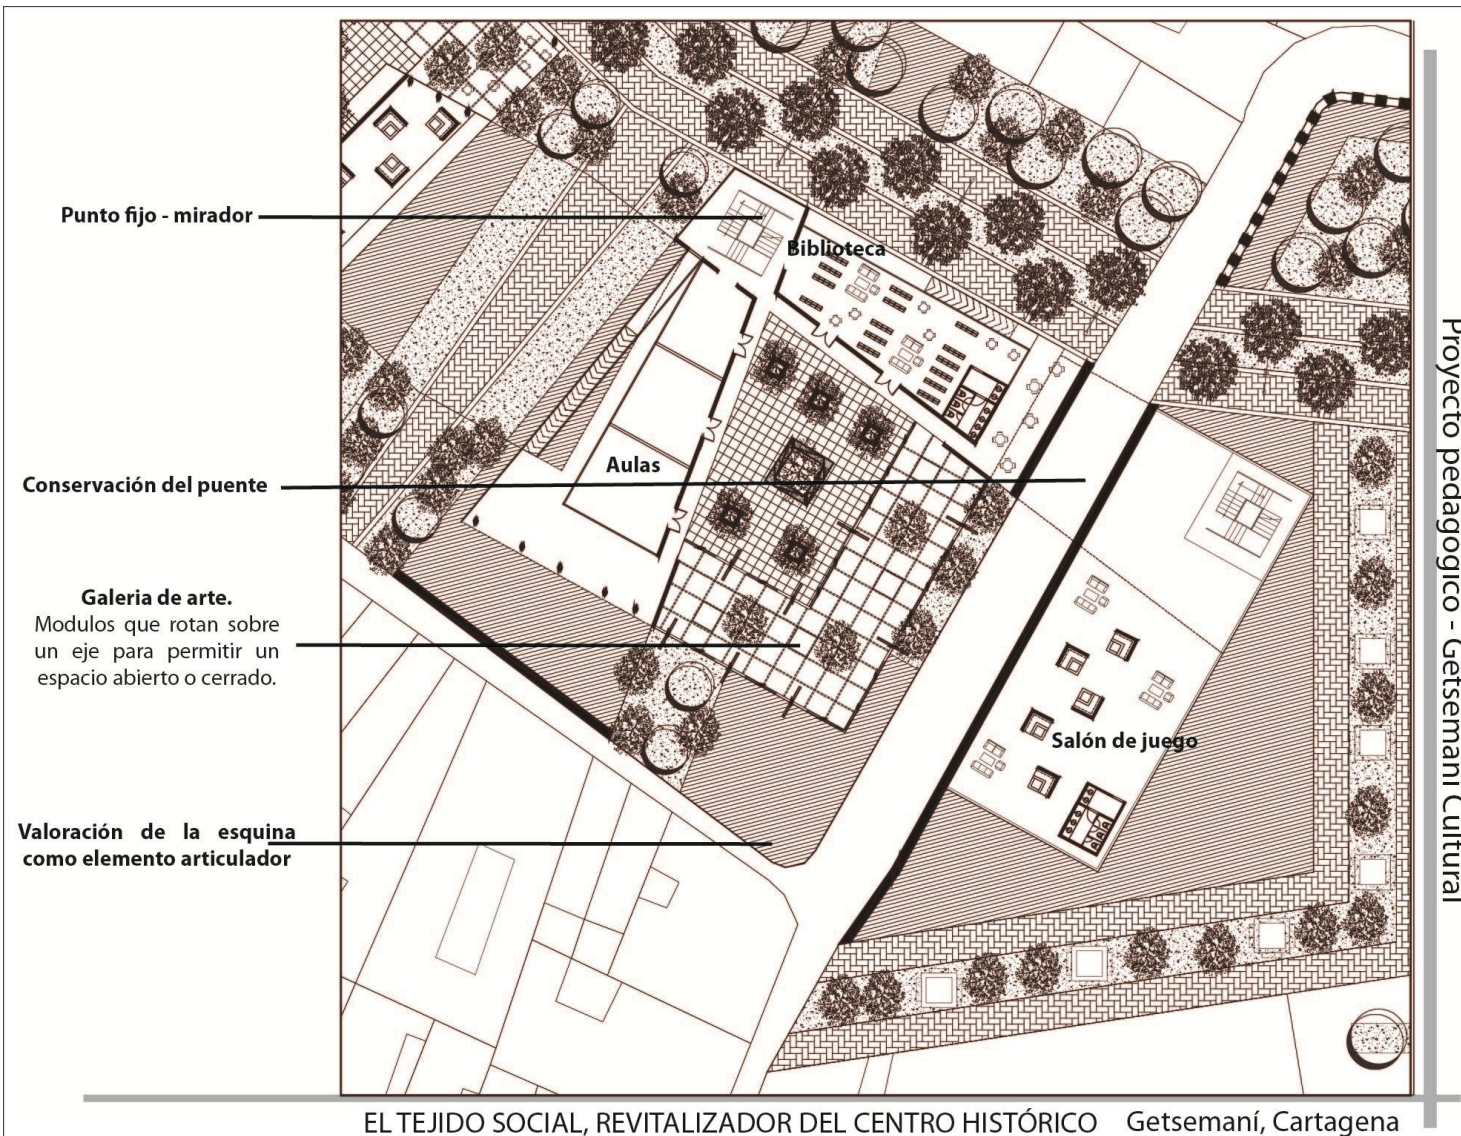 Punto fijo - mirador
Biblioteca
Conservación del puente
Aulas
Galeria de arte.
Modulos que rotan sobre
un eje para permitir un
espacio abierto o cerrado.
Salón de juego
Valoración de la esquina
como elemento articulador
Proyecto pedagogico - Getsemaní Cultural
EL TEJIDO SOCIAL, REVITALIZADOR DEL CENTRO HISTÓRICO
Getsemaní, Cartagena